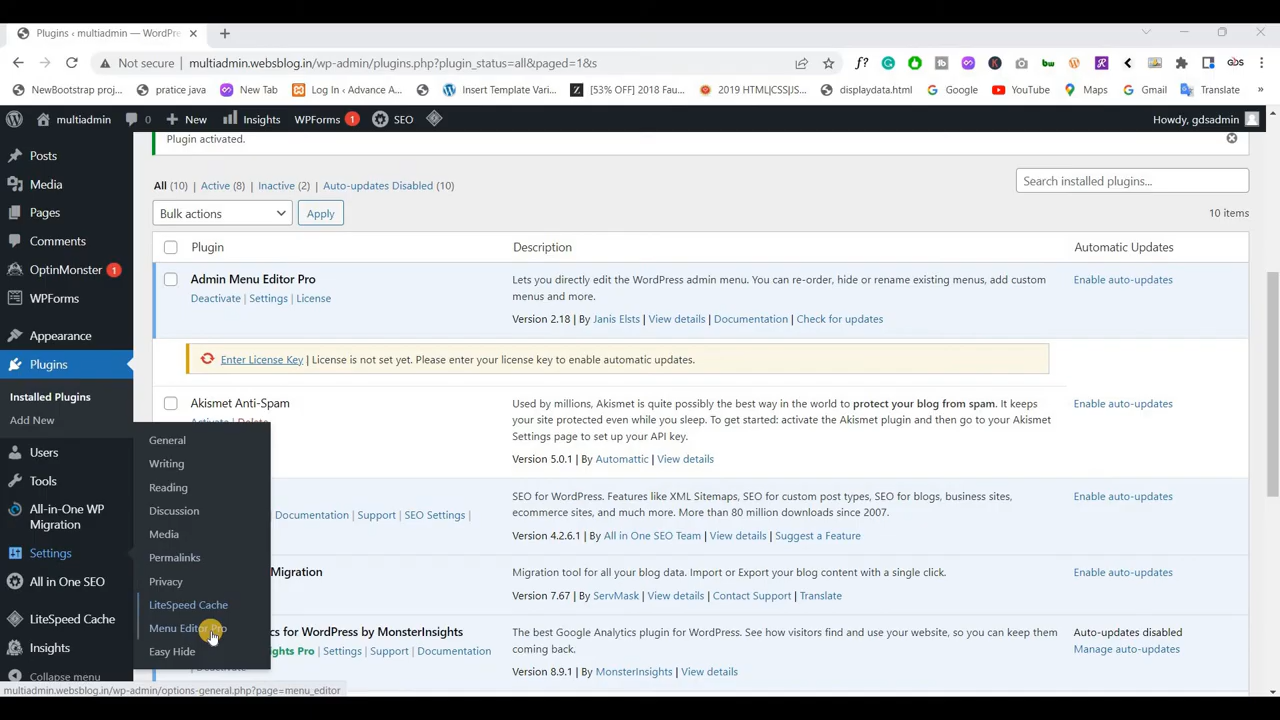 Plugins ‹ multiadmin — WordPre
Not secure multiadmin.websblog.in/wp-admin/plugins.php?plugin_status=all&paged=1&s
NewBootstrap proj... pratice java New Tab Log In ‹ Advance A... Insert Template Vari... [53% OFF] 2018 Fau... 2019 HTML|CSS|JS... displaydata.html Google YouTube Maps Gmail Translate »
multiadmin 0 New Insights WPForms 1 SEO Howdy, gdsadmin
Plugin activated.
Posts
Media
Pages
Comments
OptinMonster 1
WPForms
Appearance
Plugins
Installed Plugins
Add New
Users
Tools
All-in-One WP
Migration
Settings
All in One SEO
LiteSpeed Cache
Insights
Collapse menu
General
Writing
Reading
Discussion
Media
Permalinks
Privacy
LiteSpeed Cache
Menu Editor Pro
Easy Hide
All (10) | Active (8) | Inactive (2) | Auto-updates Disabled (10)
Search installed plugins...
Bulk actions Apply
10 items
Plugin Description Automatic Updates
Admin Menu Editor Pro
Deactivate | Settings | License
Lets you directly edit the WordPress admin menu. You can re-order, hide or rename existing menus, add custom
menus and more.
Version 2.18 | By Janis Elsts | View details | Documentation | Check for updates
Enable auto-updates
Enter License Key | License is not set yet. Please enter your license key to enable automatic updates.
Akismet Anti-Spam
Activate | Delete
Used by millions, Akismet is quite possibly the best way in the world to protect your blog from spam. It keeps
your site protected even while you sleep. To get started: activate the Akismet plugin and then go to your Akismet
Settings page to set up your API key.
Version 5.0.1 | By Automattic | View details
Enable auto-updates
Documentation | Support | SEO Settings |
SEO for WordPress. Features like XML Sitemaps, SEO for custom post types, SEO for blogs, business sites,
ecommerce sites, and much more. More than 80 million downloads since 2007.
Version 4.2.6.1 | By All in One SEO Team | View details | Suggest a Feature
Enable auto-updates
Migration
Migration tool for all your blog data. Import or Export your blog content with a single click.
Version 7.67 | By ServMask | View details | Contact Support | Translate
Enable auto-updates
cs for WordPress by MonsterInsights
ghts Pro | Settings | Support | Documentation
Deactivate
The best Google Analytics plugin for WordPress. See how visitors find and use your website, so you can keep them
coming back.
Version 8.9.1 | By MonsterInsights | View details
Auto-updates disabled
Manage auto-updates
multiadmin.websblog.in/wp-admin/options-general.php?page=menu_editor